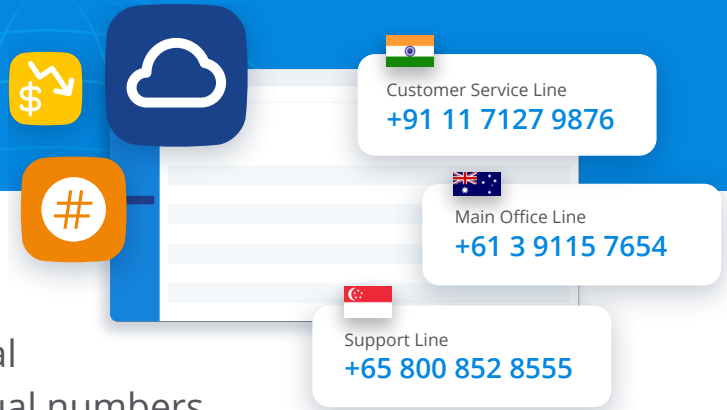 $
Customer Service Line
+91 11 7127 9876
#
Main Office Line
+61 3 9115 7654
Support Line
+65 800 852 8555
numbers